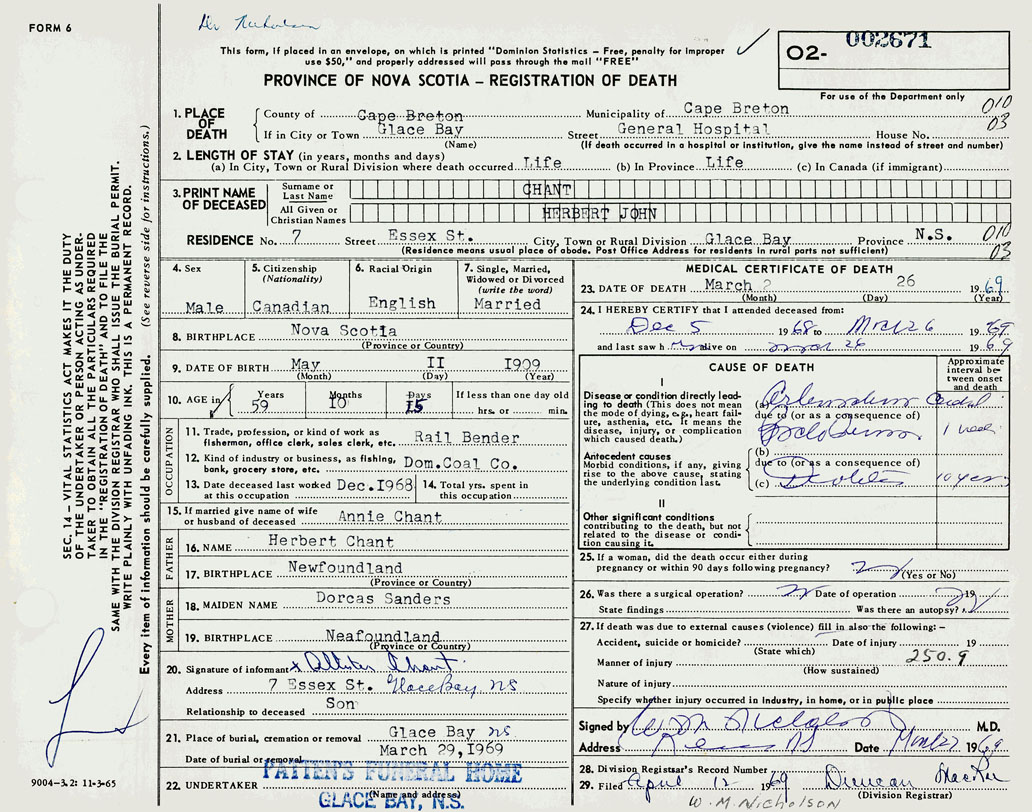 FORM 6
Dr Nicholson
This form, if placed in an envelope, on which is printed "Dominion Statistics – Free, penalty for improper
use $50," and properly addressed will pass through the mail "FREE"
PROVINCE OF NOVA SCOTIA – REGISTRATION OF DEATH
O2- 002671
For use of the Department only
010
03
1. PLACE OF DEATH
County of Cape Breton Municipality of Cape Breton
If in City or Town Glace Bay Street General Hospital House No.
(Name) (If death occurred in a hospital or institution, give the name instead of street and number)
2. LENGTH OF STAY (in years, months and days)
(a) In City, Town or Rural Division where death occurred Life (b) In Province Life (c) In Canada (if immigrant)
3. PRINT NAME OF DECEASED
Surname or Last Name CHANT
All Given or Christian Names HERBERT JOHN
RESIDENCE No. 7 Street Essex St. City, Town or Rural Division Glace Bay Province N.S. 010
(Residence means usual place of abode. Post Office Address for residents in rural parts not sufficient) 03
4. Sex Male
5. Citizenship (Nationality) Canadian
6. Racial Origin English
7. Single, Married, Widowed or Divorced (write the word) Married
8. BIRTHPLACE Nova Scotia
(Province or Country)
9. DATE OF BIRTH May II 1909
(Month) (Day) (Year)
10. AGE in Years 59 Months 10 Days 15 If less than one day old hrs. or min.
OCCUPATION
11. Trade, profession, or kind of work as
fisherman, office clerk, sales clerk, etc. Rail Bender
12. Kind of industry or business, as fishing,
bank, grocery store, etc. Dom.Coal Co.
13. Date deceased last worked
at this occupation Dec.1968
14. Total yrs. spent in
this occupation
15. If married give name of wife
or husband of deceased Annie Chant
FATHER
16. NAME Herbert Chant
17. BIRTHPLACE Newfoundland
(Province or Country)
MOTHER
18. MAIDEN NAME Dorcas Sanders
19. BIRTHPLACE Neafoundland
(Province or Country)
20. Signature of informant x Chant
Address 7 Essex St. Glace Bay NS
Relationship to deceased Son
21. Place of burial, cremation or removal Glace Bay NS
Date of burial or removal March 29,1969
22. UNDERTAKER PATTEN'S FUNERAL HOME
(Name and address)
GLACE BAY, N.S.
MEDICAL CERTIFICATE OF DEATH
23. DATE OF DEATH March 26 1969
(Month) (Day) (Year)
24. I HEREBY CERTIFY that I attended deceased from:
Dec 5 1968 to March 26 1969
and last saw him alive on Mar 26 1969
CAUSE OF DEATH
Approximate interval between onset and death
I
Disease or condition directly leading
to death (This does not mean
the mode of dying, e.g., heart failure,
asthenia, etc. It means the
disease, injury, or complication
which caused death.)
(a)
due to (or as a consequence of)
1 week
Antecedent causes
Morbid conditions, if any, giving
rise to the above cause, stating
the underlying condition last.
(b)
due to (or as a consequence of)
(c) Diabetes 10 years
II
Other significant conditions
contributing to the death, but not
related to the disease or condition
causing it.
25. If a woman, did the death occur either during
pregnancy or within 90 days following pregnancy?
(Yes or No)
26. Was there a surgical operation? Date of operation 19
State findings Was there an autopsy?
27. If death was due to external causes (violence) fill in also the following: –
Accident, suicide or homicide? Date of injury 19
(State which)
250.9
Manner of injury
(How sustained)
Nature of injury
Specify whether injury occurred in industry, in home, or in public place
Signed by M.D.
Address Date 1969
28. Division Registrar's Record Number
29. Filed April 12 1969 Duncan
(Division Registrar)
W. M. NICHOLSON
SEC. 14 – VITAL STATISTICS ACT MAKES IT THE DUTY
OF THE UNDERTAKER OR PERSON ACTING AS UNDERTAKER
TO OBTAIN ALL THE PARTICULARS REQUIRED
IN THE "REGISTRATION OF DEATH" AND TO FILE THE
SAME WITH THE DIVISION REGISTRAR WHO SHALL ISSUE THE BURIAL PERMIT.
WRITE PLAINLY WITH UNFADING INK. THIS IS A PERMANENT RECORD.
Every item of information should be carefully supplied. (See reverse side for instructions.)
9004-3.2: 11-3-65